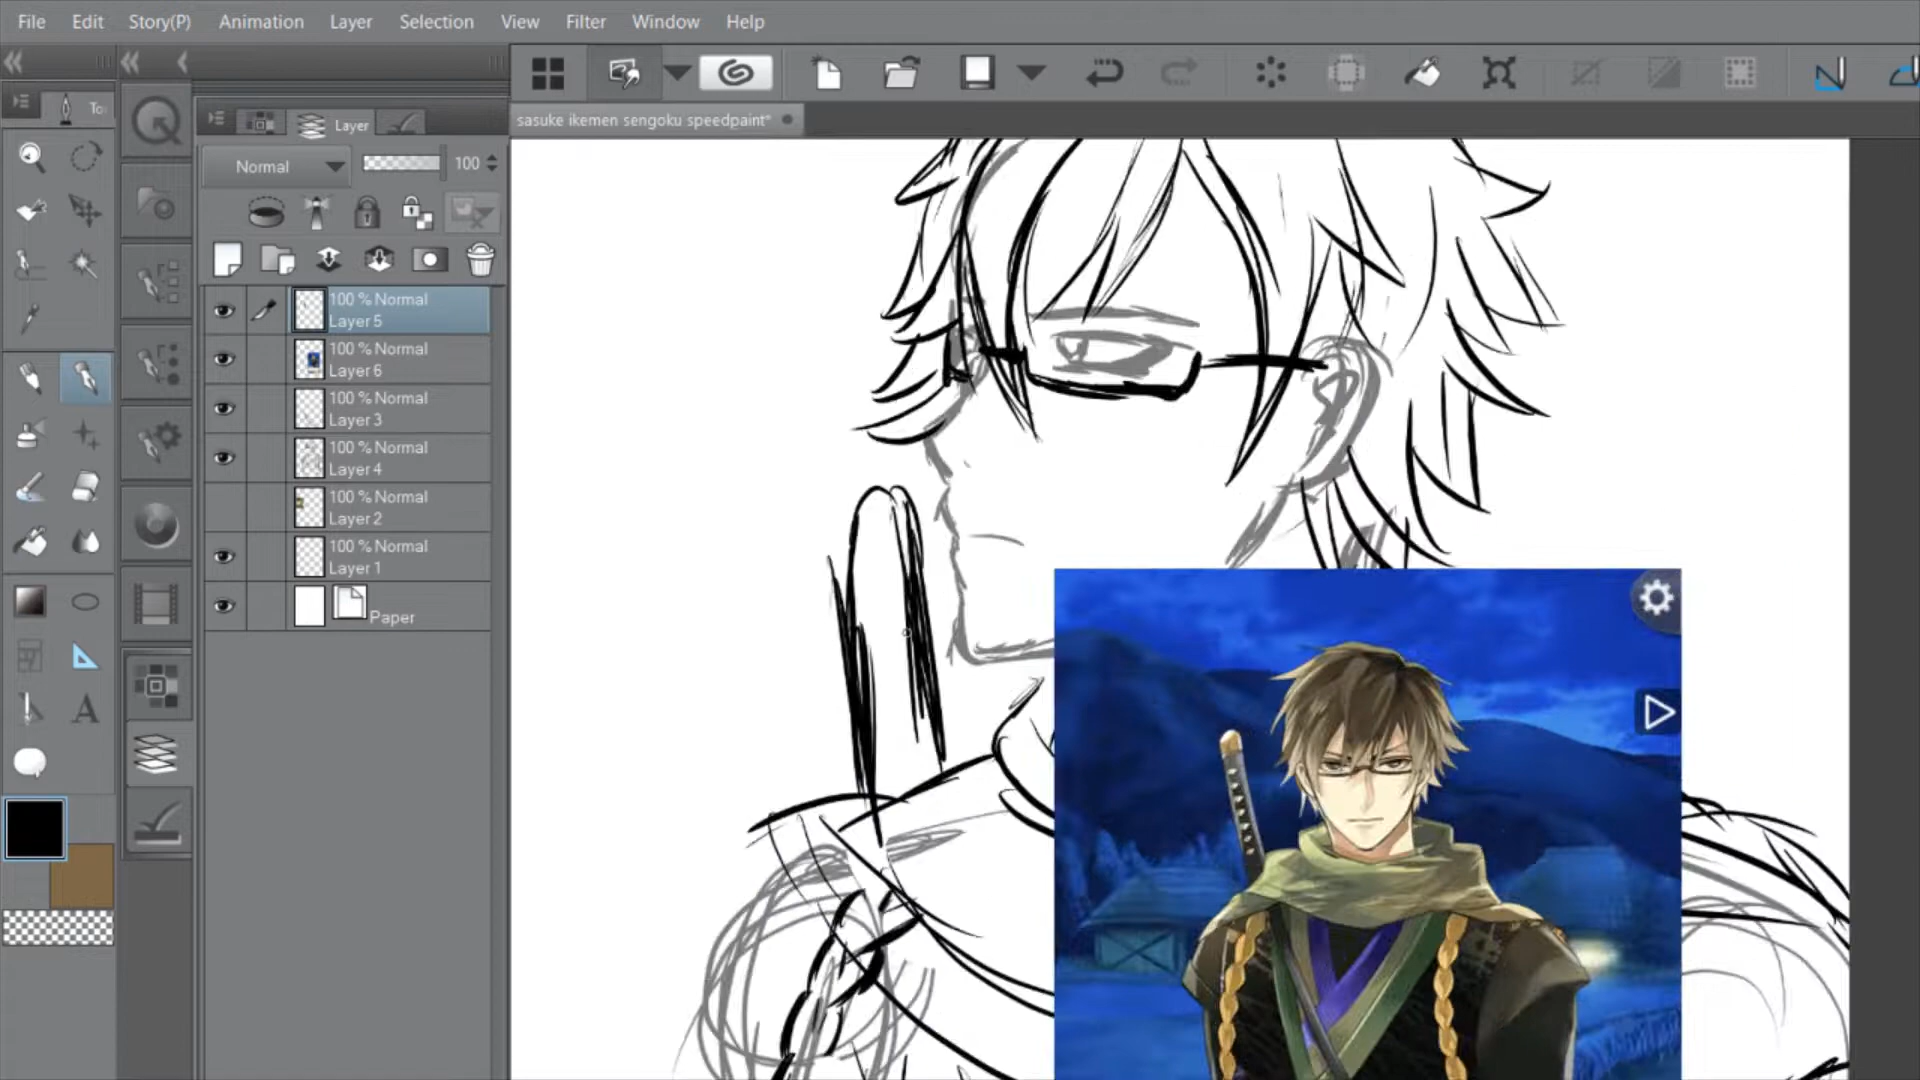 File Edit Story(P) Animation Layer Selection View Filter Window Help
To
Layer
sasuke ikemen sengoku speedpaint*
Normal 100
100 % Normal
Layer 5
100 % Normal
Layer 6
100 % Normal
Layer 3
100 % Normal
Layer 4
100 % Normal
Layer 2
100 % Normal
Layer 1
Paper
A